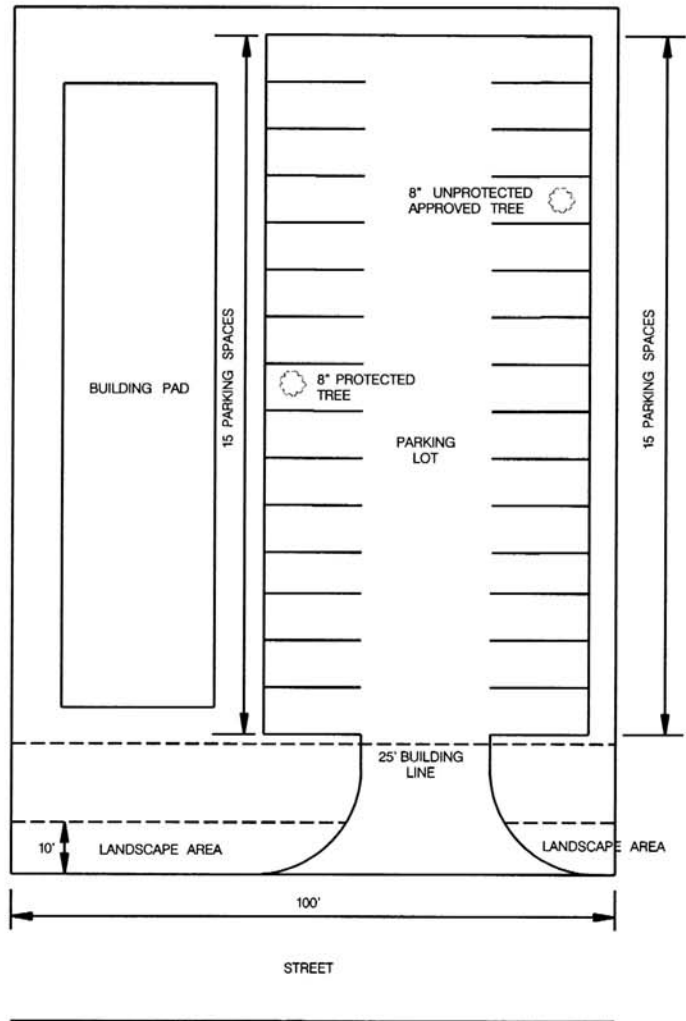 8" UNPROTECTED
APPROVED TREE
15 PARKING SPACES
15 PARKING SPACES
BUILDING PAD
8" PROTECTED
TREE
PARKING
LOT
25' BUILDING
LINE
10'
LANDSCAPE AREA
LANDSCAPE AREA
100'
STREET